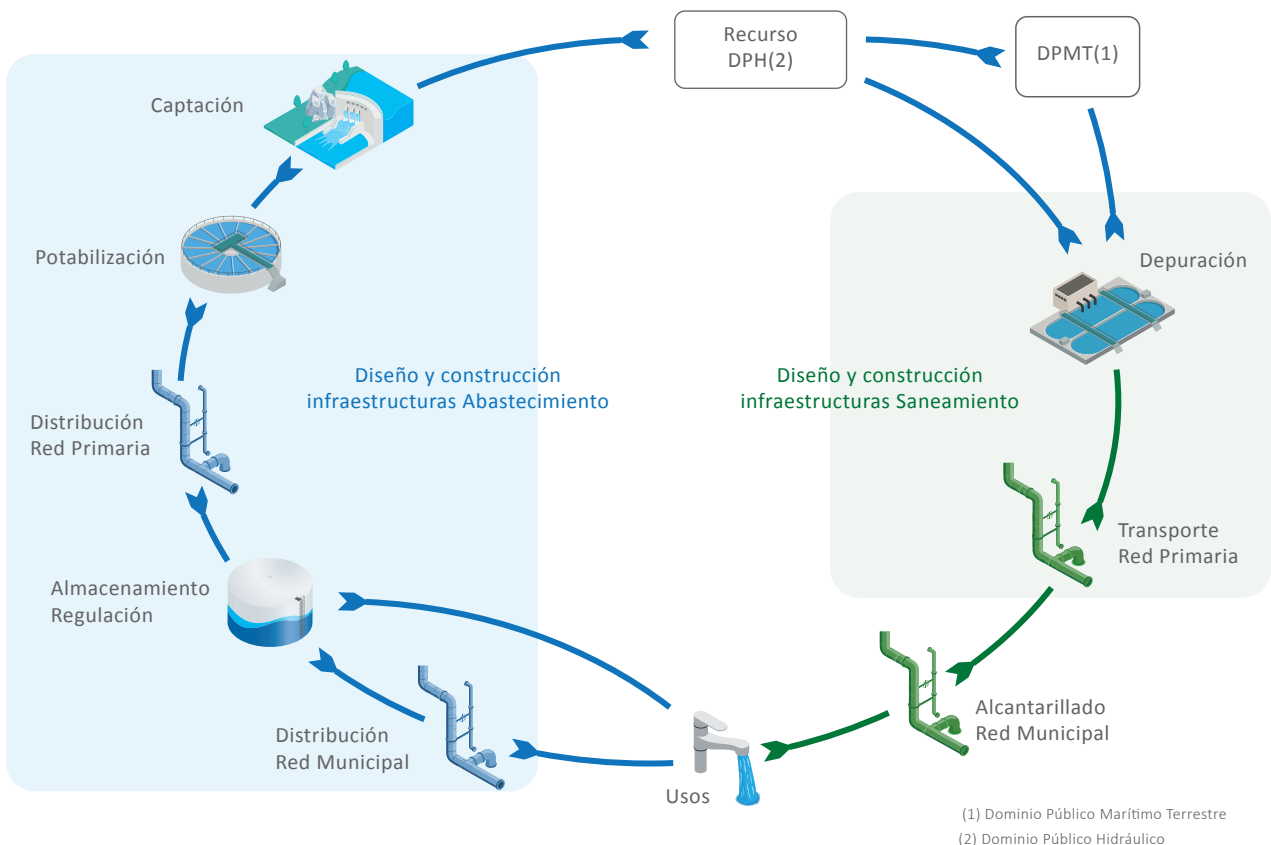 Recurso
DPH(2)
DPMT(1)
Captación
Potabilización
Depuración
Diseño y construcción
infraestructuras Abastecimiento
Diseño y construcción
infraestructuras Saneamiento
Distribución
Red Primaria
Transporte
Red Primaria
Almacenamiento
Regulación
Alcantarillado
Red Municipal
Distribución
Red Municipal
Usos
(1) Dominio Público Marítimo Terrestre
(2) Dominio Público Hidráulico